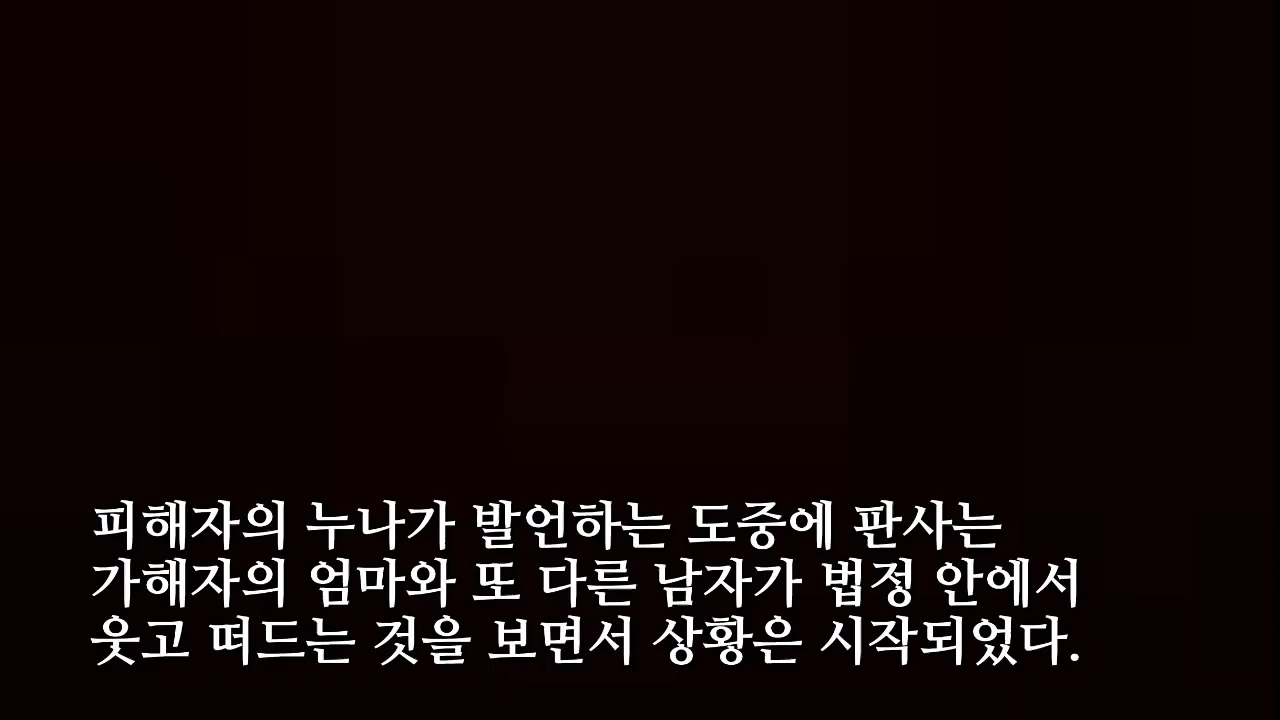 피해자의 누나가 발언하는 도중에 판사는
가해자의 엄마와 또 다른 남자가 법정 안에서
웃고 떠드는 것을 보면서 상황은 시작되었다.